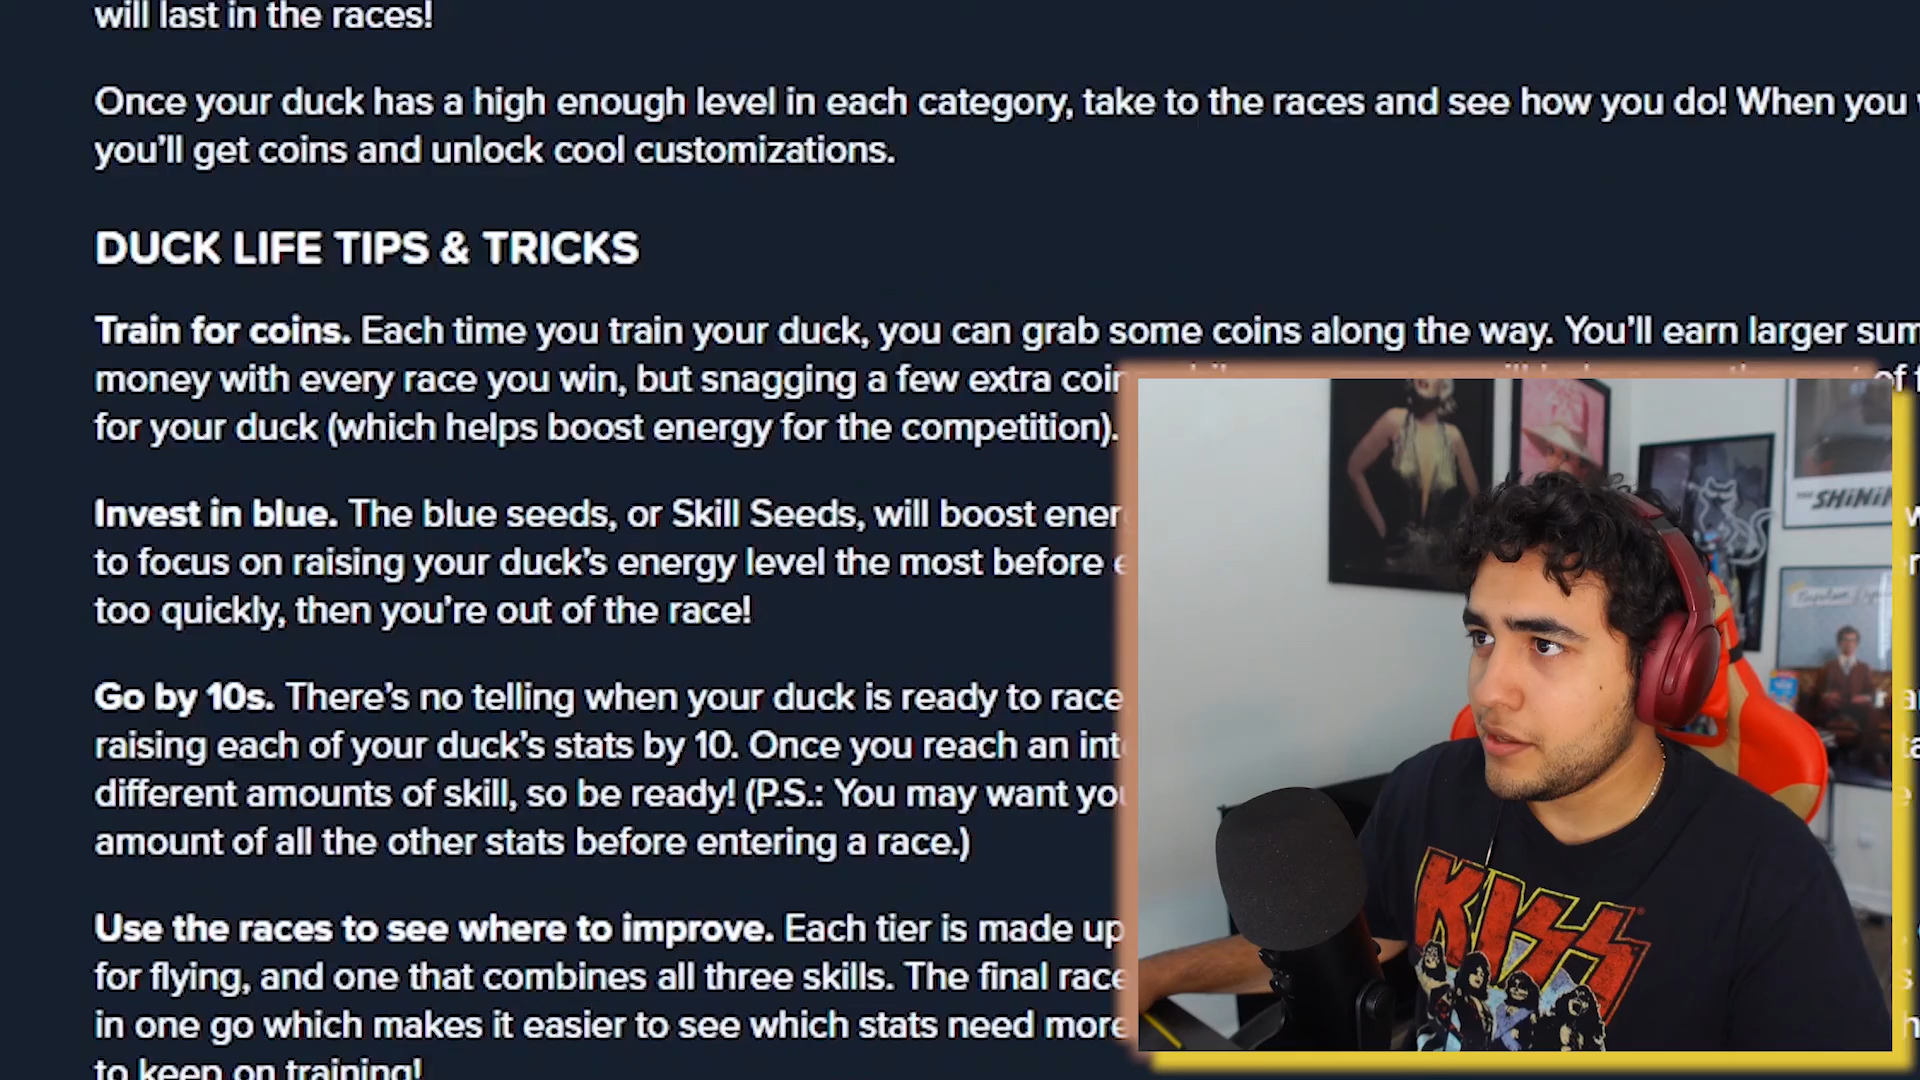 will last in the races!
Once your duck has a high enough level in each category, take to the races and see how you do! When you
you'll get coins and unlock cool customizations.
DUCK LIFE TIPS & TRICKS
Train for coins. Each time you train your duck, you can grab some coins along the way. You'll earn larger
money with every race you win, but snagging a few extra
for your duck (which helps boost energy for the competition).
Invest in blue. The blue seeds, or Skill Seeds, will boost
to focus on raising your duck's energy level the most before
too quickly, then you're out of the race!
Go by 10s. There's no telling when your duck is ready to race
raising each of your duck's stats by 10. Once you reach an
different amounts of skill, so be ready! (P.S.: You may want
amount of all the other stats before entering a race.)
Use the races to see where to improve. Each tier is made up
for flying, and one that combines all three skills. The final race
in one go which makes it easier to see which stats need more
to keep on training!
THE SHiNiN
KISS